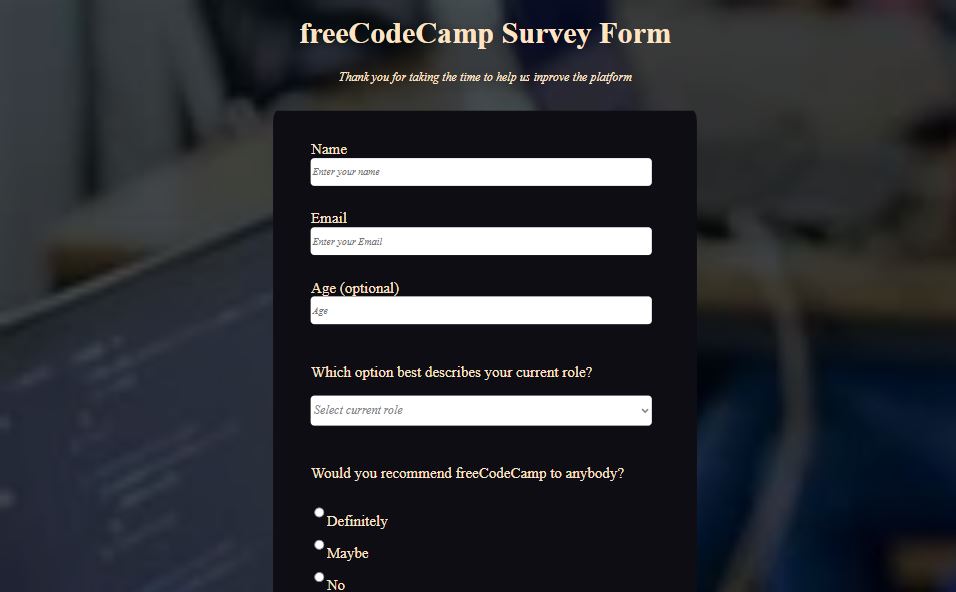 freeCodeCamp Survey Form
Thank you for taking the time to help us inprove the platform
Name
Enter your name
Email
Enter your Email
Age (optional)
Age
Which option best describes your current role?
Select current role
Would you recommend freeCodeCamp to anybody?
Definitely
Maybe
No